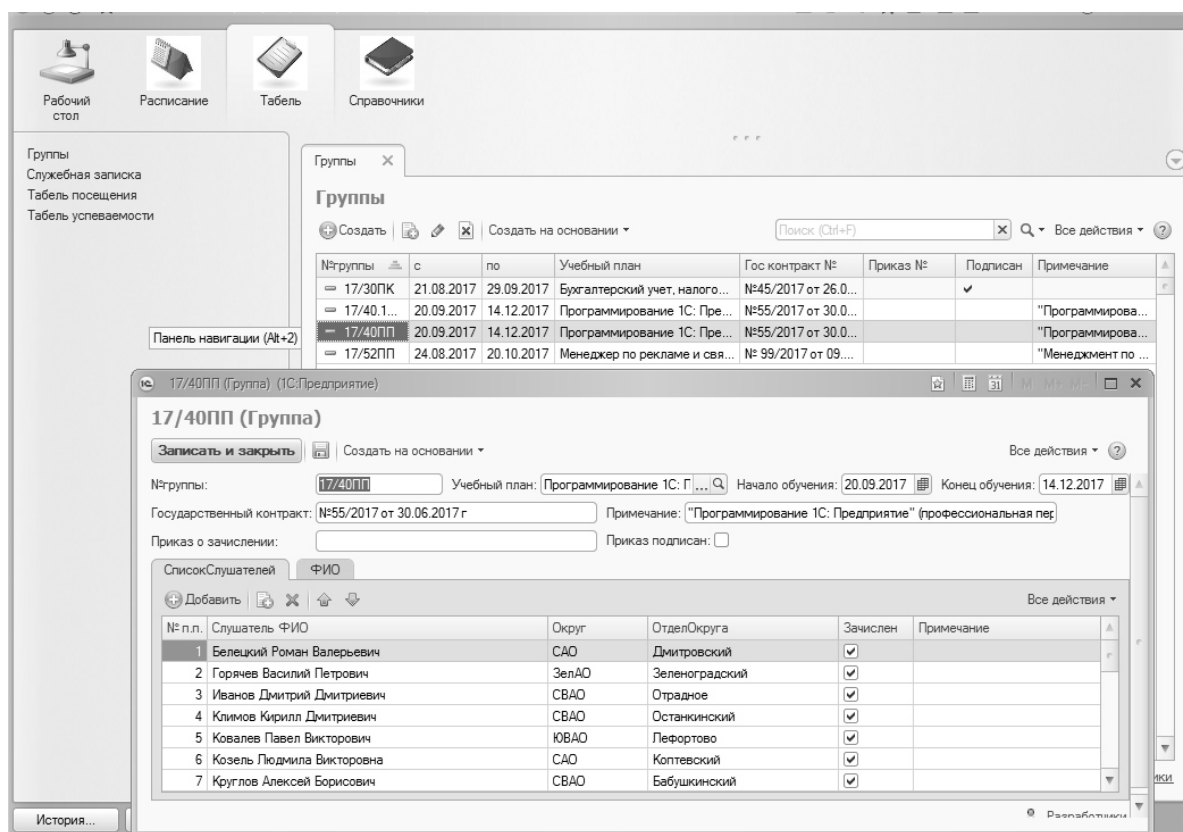 Рабочий стол
Расписание
Табель
Справочники
Группы
Служебная записка
Табель посещения
Табель успеваемости
Панель навигации (Alt+2)
Группы
Группы
Создать Создать на основании Поиск (Ctrl+F) Все действия
№группы с по Учебный план Гос контракт № Приказ № Подписан Примечание
17/30ПК 21.08.2017 29.09.2017 Бухгалтерский учет, налого... №45/2017 от 26.0...
17/40.1... 20.09.2017 14.12.2017 Программирование 1С: Пре... №55/2017 от 30.0... "Программирова...
17/40ПП 20.09.2017 14.12.2017 Программирование 1С: Пре... №55/2017 от 30.0... "Программирова...
17/52ПП 24.08.2017 20.10.2017 Менеджер по рекламе и свя... № 99/2017 от 09.... "Менеджмент по ...
17/40ПП (Группа) (1С:Предприятие) 31 M M+ M-
17/40ПП (Группа)
Записать и закрыть Создать на основании Все действия
№группы: 17/40ПП Учебный план: Программирование 1С: П ... Начало обучения: 20.09.2017 Конец обучения: 14.12.2017
Государственный контракт: №55/2017 от 30.06.2017 г Примечание: "Программирование 1С: Предприятие" (профессиональная пер
Приказ о зачислении: Приказ подписан:
СписокСлушателей ФИО
Добавить Все действия
№ п.п. Слушатель ФИО Округ ОтделОкруга Зачислен Примечание
1 Белецкий Роман Валерьевич САО Дмитровский
2 Горячев Василий Петрович ЗелАО Зеленоградский
3 Иванов Дмитрий Дмитриевич СВАО Отрадное
4 Климов Кирилл Дмитриевич СВАО Останкинский
5 Ковалев Павел Викторович ЮВАО Лефортово
6 Козель Людмила Викторовна САО Коптевский
7 Круглов Алексей Борисович СВАО Бабушкинский
Разработчики
История...